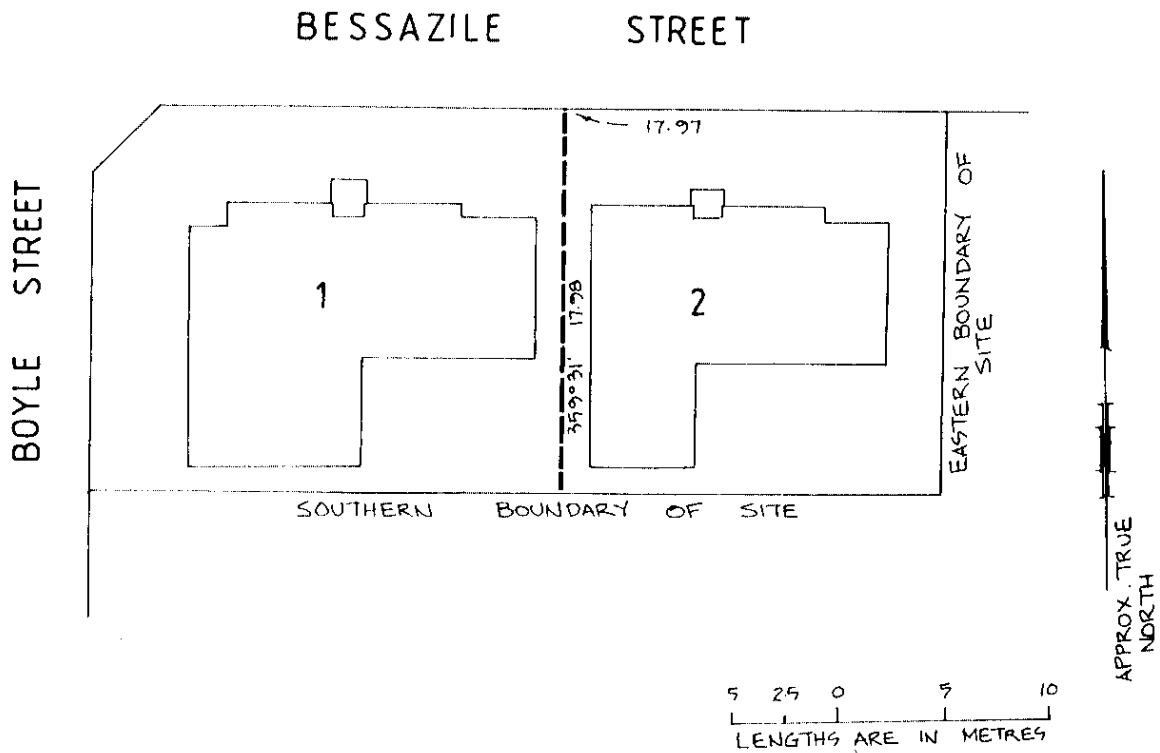 BESSAZILE STREET
17.97
BOYLE STREET
1
359°31' 17.98
2
EASTERN BOUNDARY OF
SITE
SOUTHERN BOUNDARY OF SITE
APPROX. TRUE
NORTH
5 2.5 0 5 10
LENGTHS ARE IN METRES